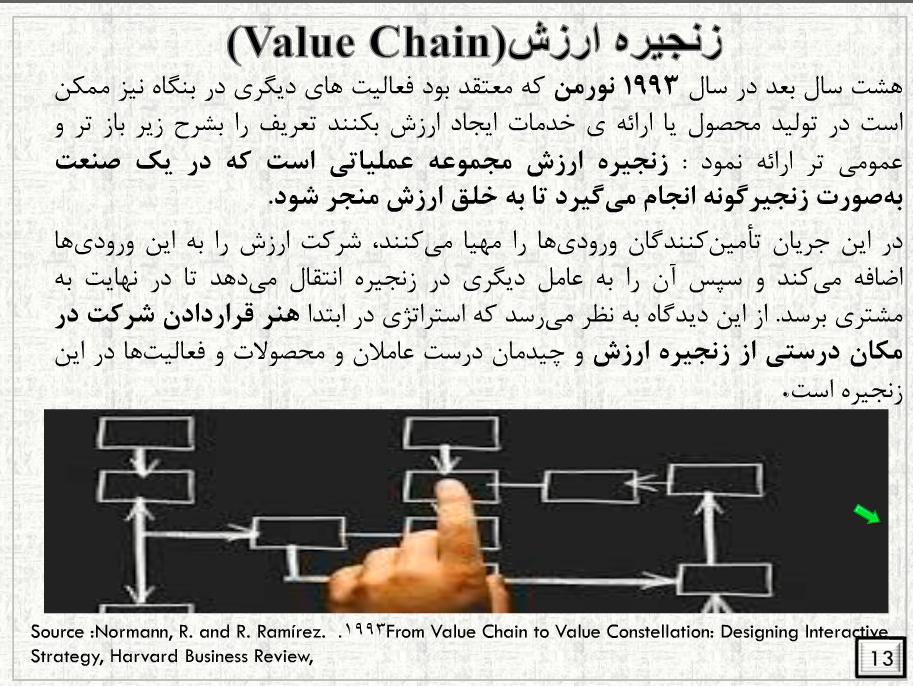 زنجیره ارزش(Value Chain)
هشت سال بعد در سال ۱۹۹۳ نورمن که معتقد بود فعالیت های دیگری در بنگاه نیز ممکن
است در تولید محصول یا ارائه ی خدمات ایجاد ارزش بکنند تعریف را بشرح زیر باز تر و
عمومی تر ارائه نمود : زنجیره ارزش مجموعه عملیاتی است که در یک صنعت
به‌صورت زنجیرگونه انجام می‌گیرد تا به خلق ارزش منجر شود.
در این جریان تأمین‌کنندگان ورودی‌ها را مهیا می‌کنند، شرکت ارزش را به این ورودی‌ها
اضافه می‌کند و سپس آن را به عامل دیگری در زنجیره انتقال می‌دهد تا در نهایت به
مشتری برسد. از این دیدگاه به نظر می‌رسد که استراتژی در ابتدا هنر قراردادن شرکت در
مکان درستی از زنجیره ارزش و چیدمان درست عاملان و محصولات و فعالیت‌ها در این
زنجیره است.
Source :Normann, R. and R. Ramírez. .۱۹۹۳From Value Chain to Value Constellation: Designing Interactive
Strategy, Harvard Business Review,
13